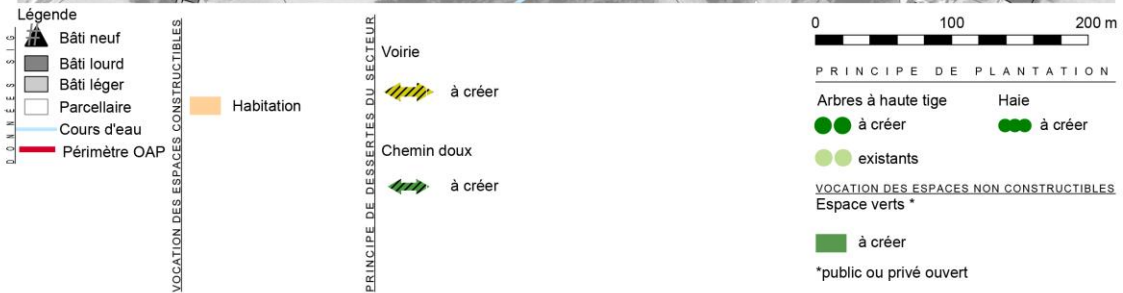 Légende
DONNÉES SIG
Bâti neuf
Bâti lourd
Bâti léger
Parcellaire
Cours d'eau
Périmètre OAP
VOCATION DES ESPACES CONSTRUCTIBLES
Habitation
PRINCIPE DE DESSERTES DU SECTEUR
Voirie
à créer
Chemin doux
à créer
0 100 200 m
PRINCIPE DE PLANTATION
Arbres à haute tige Haie
à créer à créer
existants
VOCATION DES ESPACES NON CONSTRUCTIBLES
Espace verts *
à créer
*public ou privé ouvert